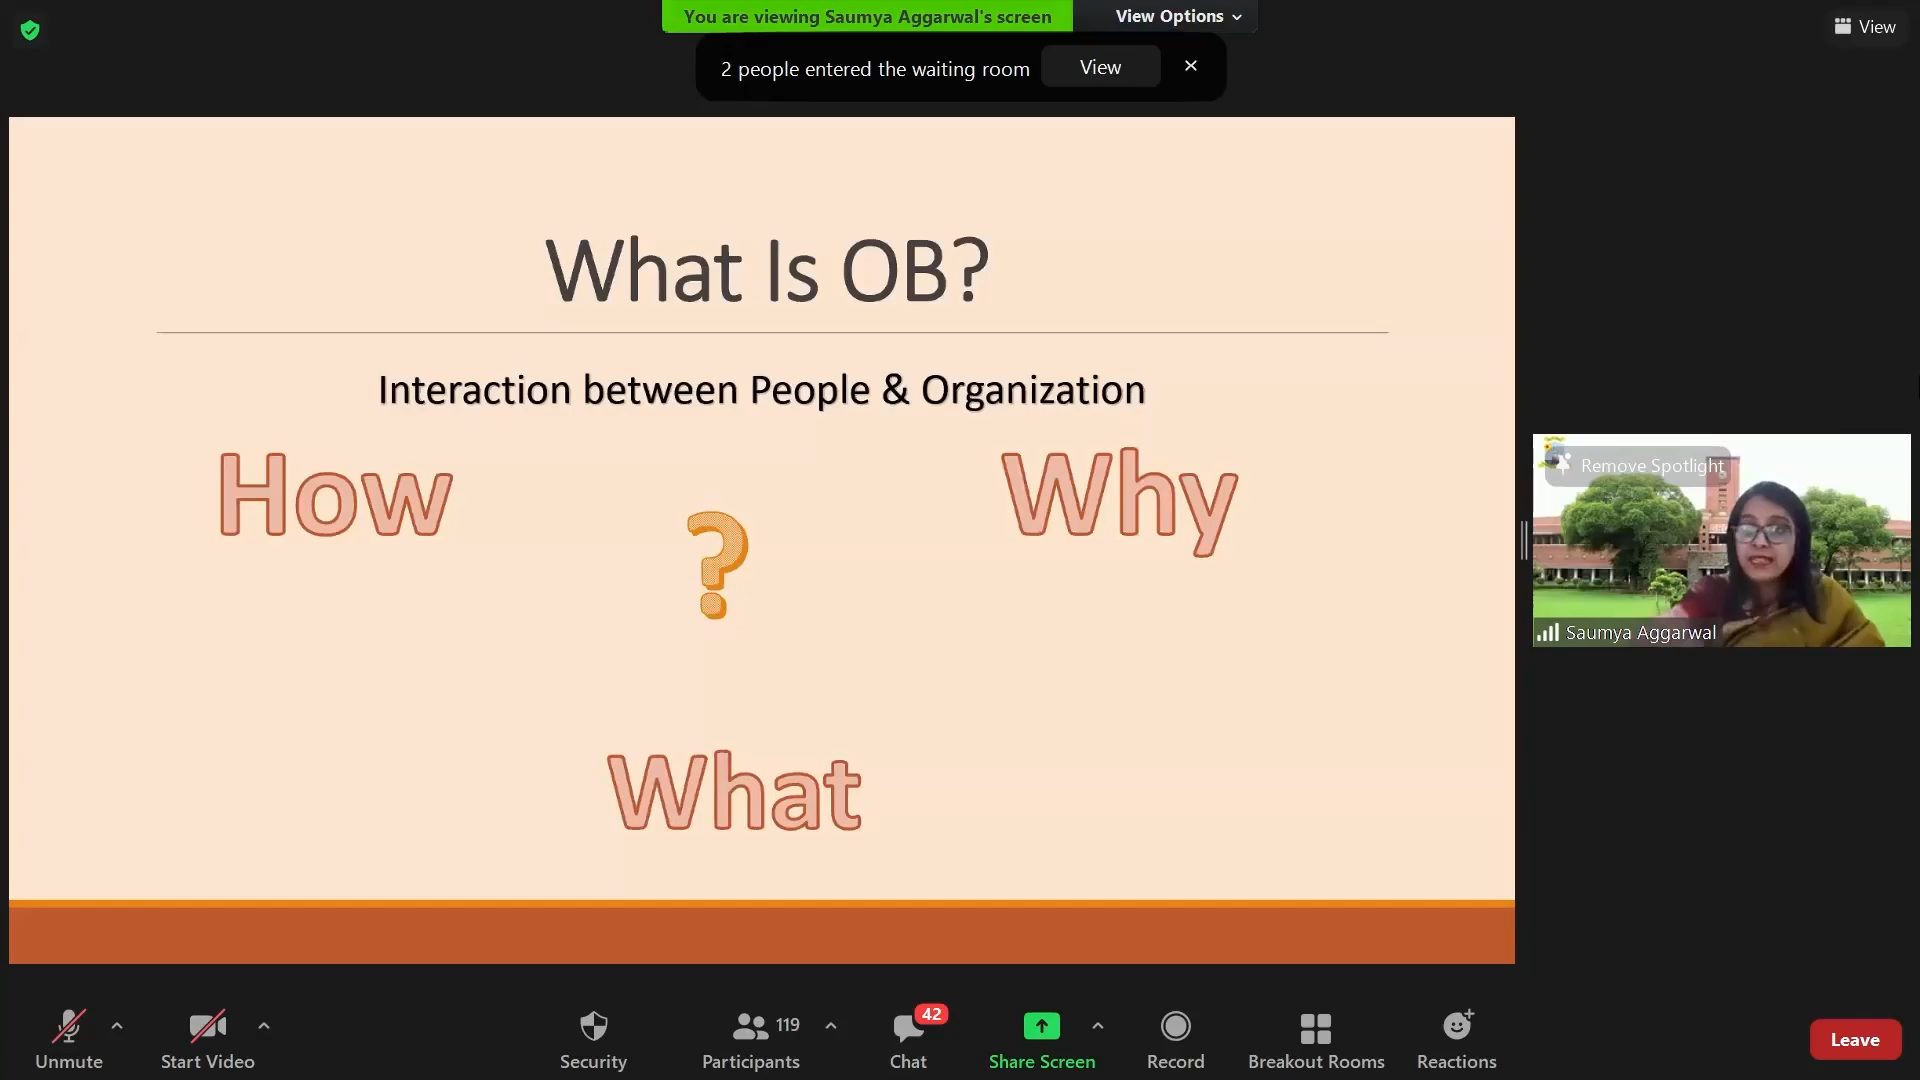 You are viewing Saumya Aggarwal's screen
View Options
View
2 people entered the waiting room
View
What Is OB?
Interaction between People & Organization
How
Why
?
What
Remove Spotlight
Saumya Aggarwal
Unmute
Start Video
Security
119
Participants
42
Chat
Share Screen
Record
Breakout Rooms
Reactions
Leave